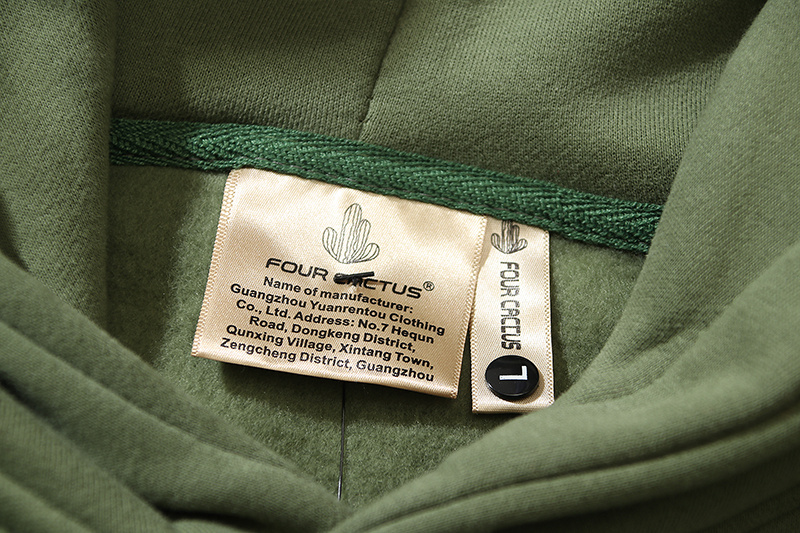 FOUR CACTUS®
Name of manufacturer:
Guangzhou Yuanrentou Clothing
Co., Ltd. Address: No.7 Hequn
Road, Dongkeng District,
Qunxing Village, Xintang Town,
Zengcheng District, Guangzhou
FOUR CACTUS
L